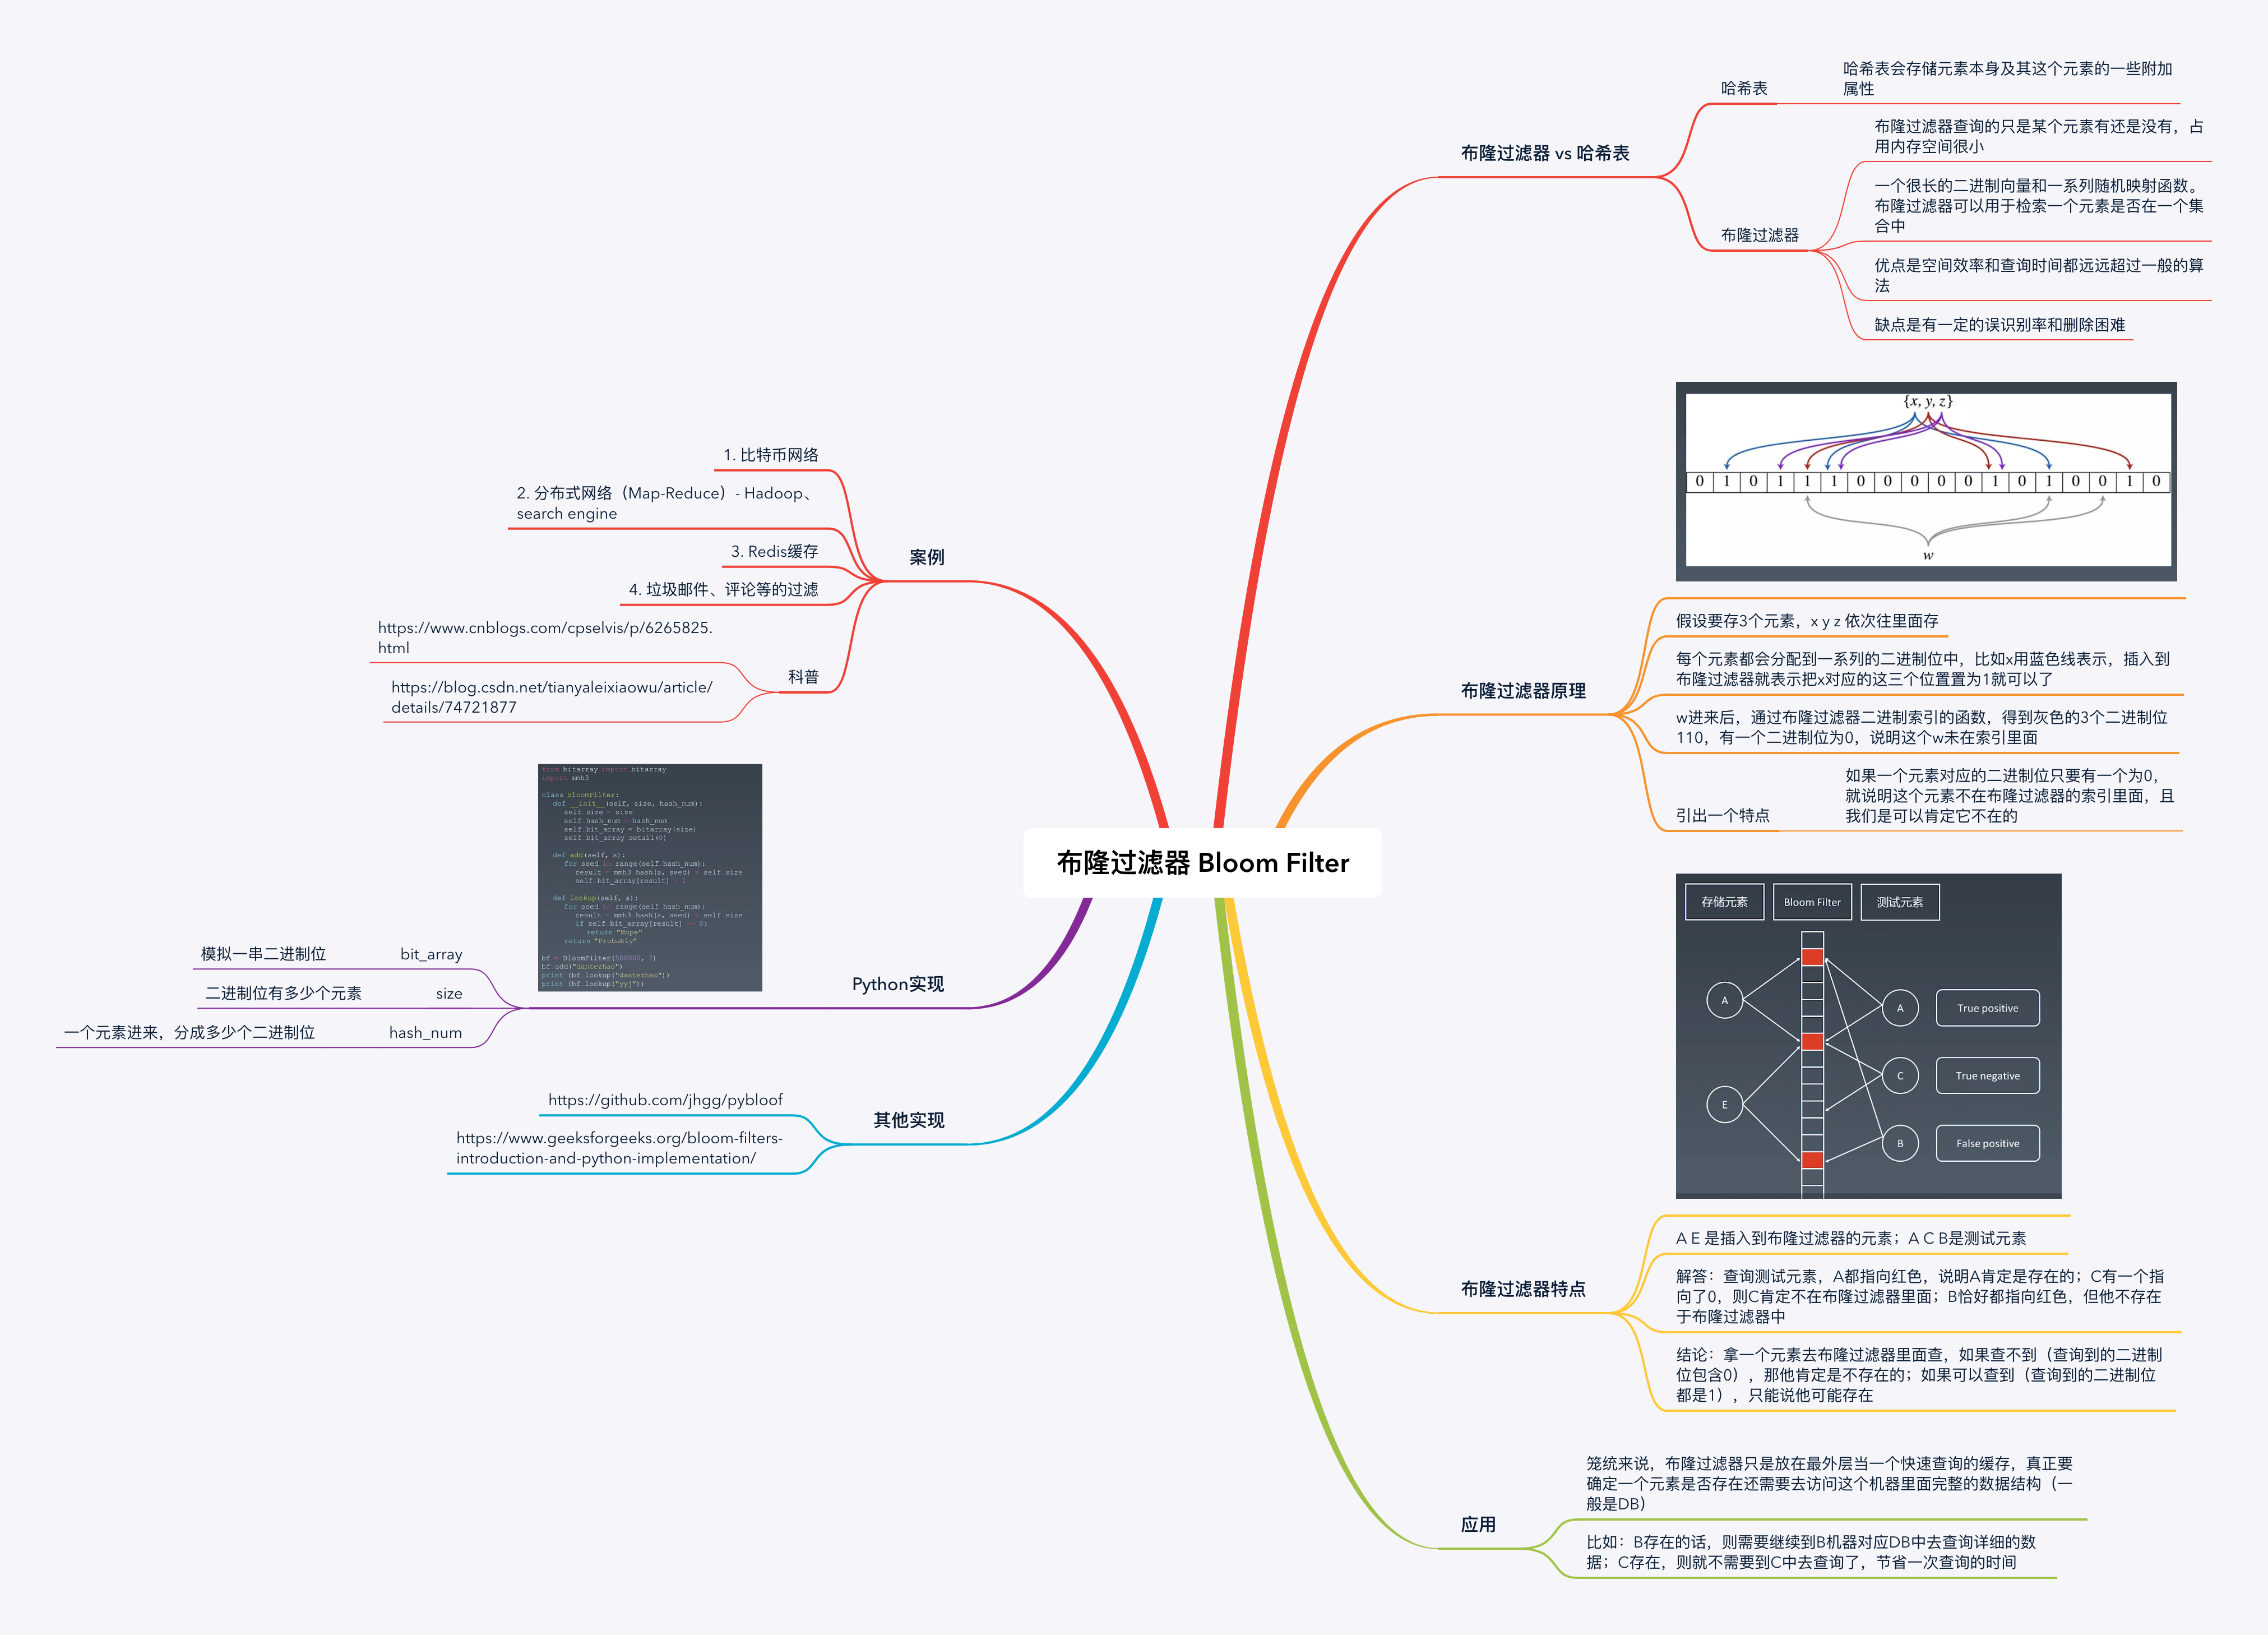 布隆过滤器 Bloom Filter
布隆过滤器 vs 哈希表
哈希表
哈希表会存储元素本身及其这个元素的一些附加
属性
布隆过滤器
布隆过滤器查询的只是某个元素有还是没有，占
用内存空间很小
一个很长的二进制向量和一系列随机映射函数。
布隆过滤器可以用于检索一个元素是否在一个集
合中
优点是空间效率和查询时间都远远超过一般的算
法
缺点是有一定的误识别率和删除困难
布隆过滤器原理
{x, y, z}
0 1 0 1 1 1 0 0 0 0 0 1 0 1 0 0 1 0
w
假设要存3个元素，x y z 依次往里面存
每个元素都会分配到一系列的二进制位中，比如x用蓝色线表示，插入到
布隆过滤器就表示把x对应的这三个位置置为1就可以了
w进来后，通过布隆过滤器二进制索引的函数，得到灰色的3个二进制位
110，有一个二进制位为0，说明这个w未在索引里面
引出一个特点
如果一个元素对应的二进制位只要有一个为0，
就说明这个元素不在布隆过滤器的索引里面，且
我们是可以肯定它不在的
布隆过滤器特点
存储元素 Bloom Filter 测试元素
A A True positive
C True negative
E
B False positive
A E 是插入到布隆过滤器的元素；A C B是测试元素
解答：查询测试元素，A都指向红色，说明A肯定是存在的；C有一个指
向了0，则C肯定不在布隆过滤器里面；B恰好都指向红色，但他不存在
于布隆过滤器中
结论：拿一个元素去布隆过滤器里面查，如果查不到（查询到的二进制
位包含0），那他肯定是不存在的；如果可以查到（查询到的二进制位
都是1），只能说他可能存在
应用
笼统来说，布隆过滤器只是放在最外层当一个快速查询的缓存，真正要
确定一个元素是否存在还需要去访问这个机器里面完整的数据结构（一
般是DB）
比如：B存在的话，则需要继续到B机器对应DB中去查询详细的数
据；C存在，则就不需要到C中去查询了，节省一次查询的时间
案例
1. 比特币网络
2. 分布式网络（Map-Reduce）- Hadoop、
search engine
3. Redis缓存
4. 垃圾邮件、评论等的过滤
科普
https://www.cnblogs.com/cpselvis/p/6265825.
html
https://blog.csdn.net/tianyaleixiaowu/article/
details/74721877
Python实现
from bitarray import bitarray
import mmh3
class BloomFilter:
def __init__(self, size, hash_num):
self.size = size
self.hash_num = hash_num
self.bit_array = bitarray(size)
self.bit_array.setall(0)
def add(self, s):
for seed in range(self.hash_num):
result = mmh3.hash(s, seed) % self.size
self.bit_array[result] = 1
def lookup(self, s):
for seed in range(self.hash_num):
result = mmh3.hash(s, seed) % self.size
if self.bit_array[result] == 0:
return "Nope"
return "Probably"
bf = BloomFilter(500000, 7)
bf.add("dantezhao")
print (bf.lookup("dantezhao"))
print (bf.lookup("yyj"))
bit_array
模拟一串二进制位
size
二进制位有多少个元素
hash_num
一个元素进来，分成多少个二进制位
其他实现
https://github.com/jhgg/pybloof
https://www.geeksforgeeks.org/bloom-filters-
introduction-and-python-implementation/